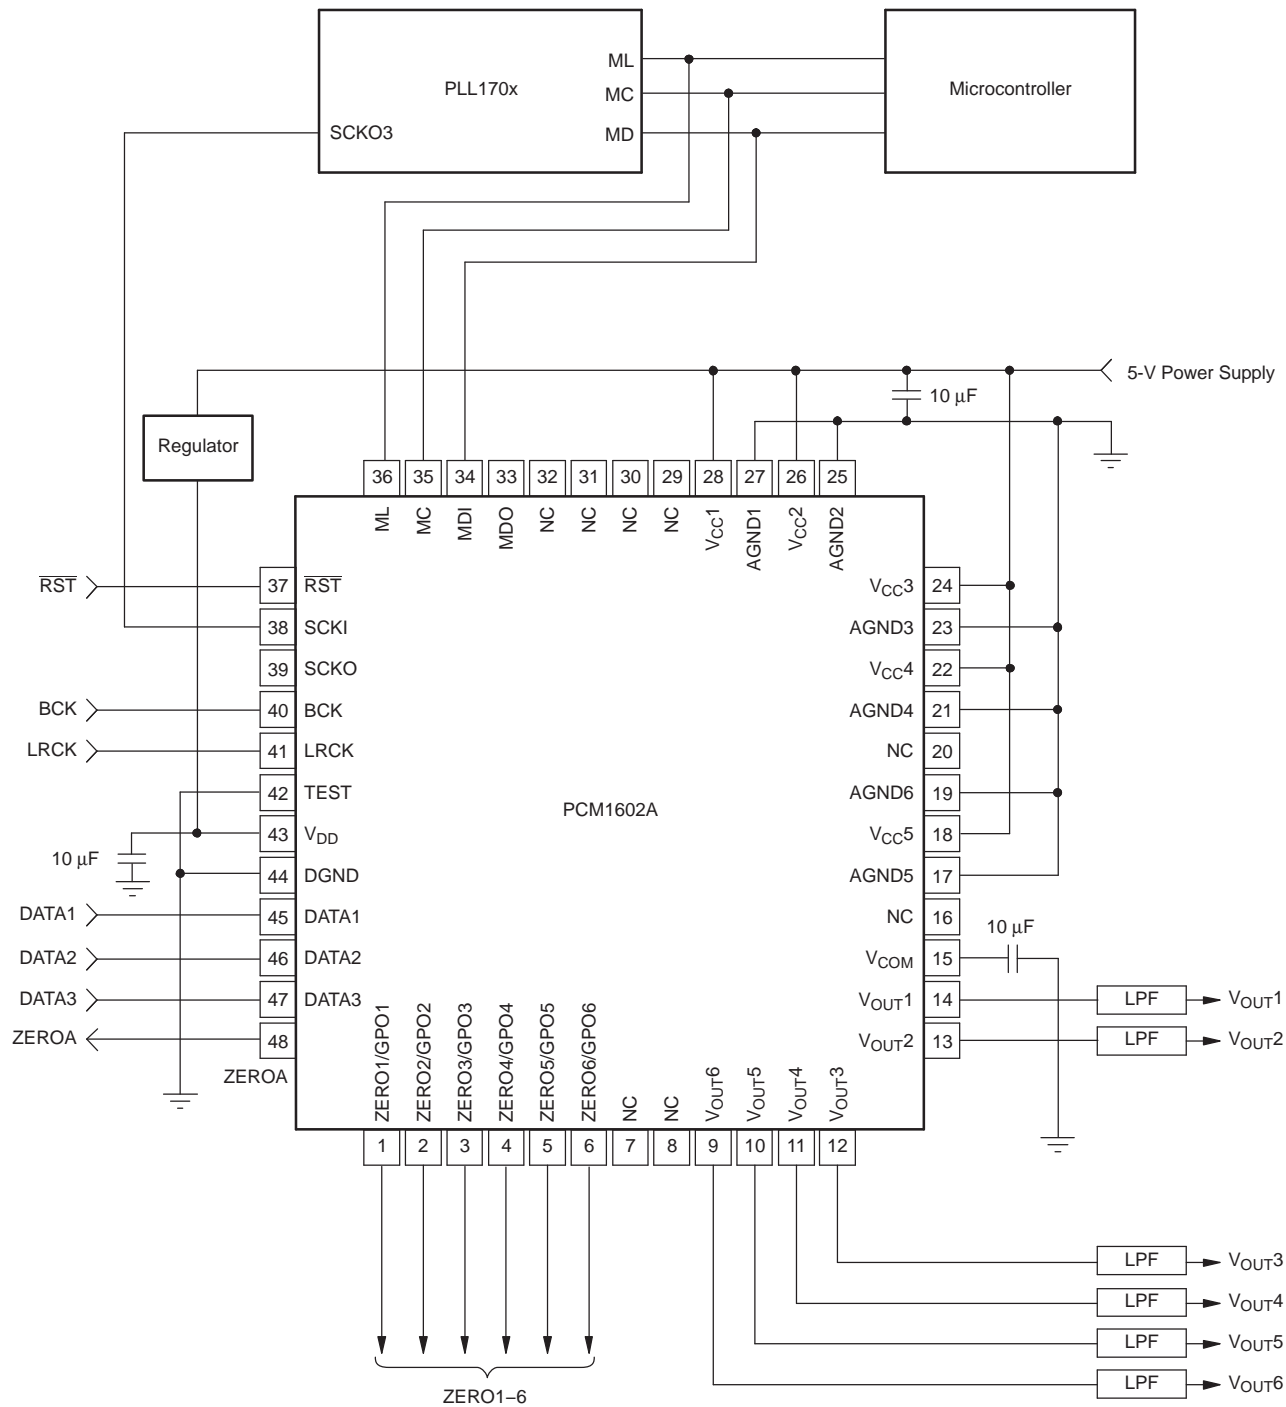 ML
PLL170x
MC
Microcontroller
SCKO3
MD
5-V Power Supply
10 μF
Regulator
36
35
34
33
32
31
30
29
28
27
26
25
ML
MC
MDI
MDO
NC
NC
NC
NC
VCC1
AGND1
VCC2
AGND2
RST
37
RST
VCC3
24
38
SCKI
AGND3
23
39
SCKO
VCC4
22
BCK
40
BCK
AGND4
21
LRCK
41
LRCK
NC
20
42
TEST
PCM1602A
AGND6
19
43
VDD
VCC5
18
10 μF
44
DGND
AGND5
17
DATA1
45
DATA1
NC
16
10 μF
DATA2
46
DATA2
VCOM
15
DATA3
47
DATA3
VOUT1
14
LPF
VOUT1
ZEROA
48
VOUT2
13
LPF
VOUT2
ZEROA
ZERO1/GPO1
ZERO2/GPO2
ZERO3/GPO3
ZERO4/GPO4
ZERO5/GPO5
ZERO6/GPO6
NC
NC
VOUT6
VOUT5
VOUT4
VOUT3
1
2
3
4
5
6
7
8
9
10
11
12
LPF
VOUT3
LPF
VOUT4
LPF
VOUT5
LPF
VOUT6
ZERO1–6